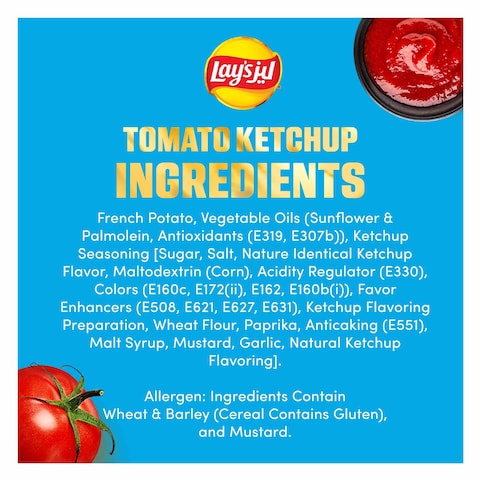 Lay's ليز
TOMATO KETCHUP
INGREDIENTS
French Potato, Vegetable Oils (Sunflower &
Palmolein, Antioxidants (E319, E307b)), Ketchup
Seasoning [Sugar, Salt, Nature Identical Ketchup
Flavor, Maltodextrin (Corn), Acidity Regulator (E330),
Colors (E160c, E172(ii), E162, E160b(i)), Favor
Enhancers (E508, E621, E627, E631), Ketchup Flavoring
Preparation, Wheat Flour, Paprika, Anticaking (E551),
Malt Syrup, Mustard, Garlic, Natural Ketchup
Flavoring].
Allergen: Ingredients Contain
Wheat & Barley (Cereal Contains Gluten),
and Mustard.